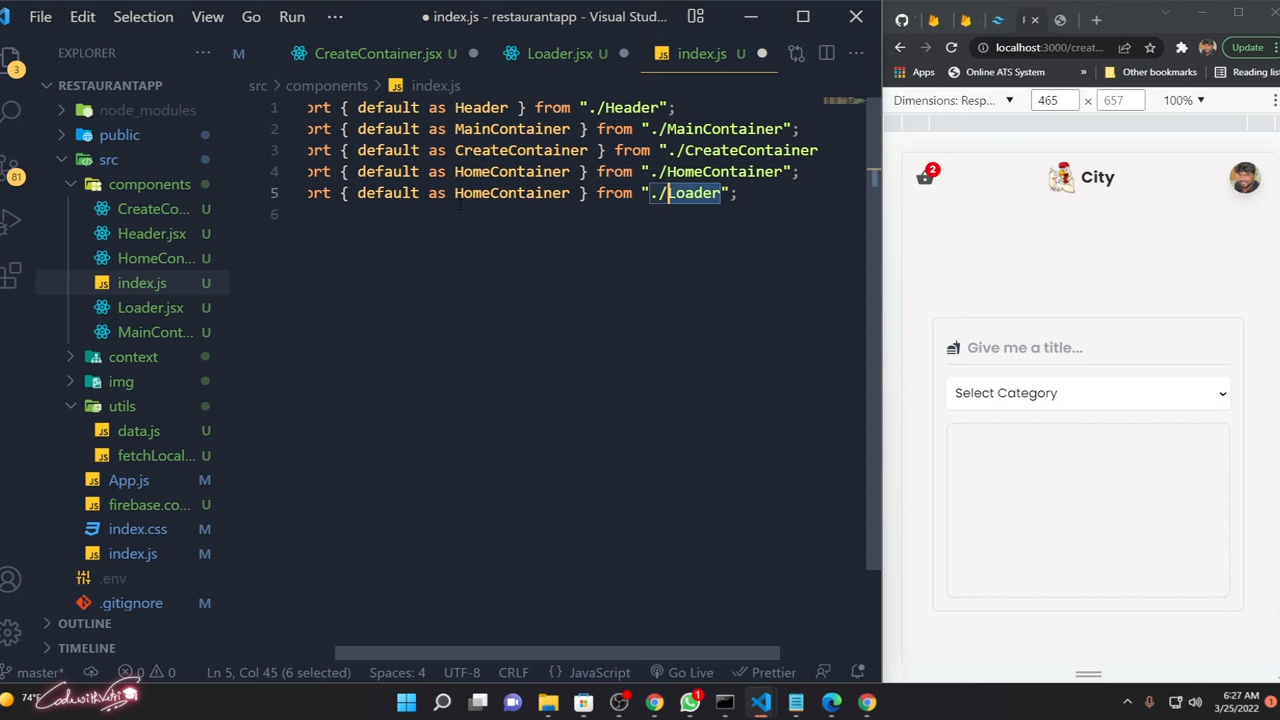 File Edit Selection View Go Run ··· ● index.js - restaurantapp - Visual Stud...
EXPLORER ···
M CreateContainer.jsx U ● Loader.jsx U ● index.js U ●
RESTAURANTAPP
src > components > index.js
node_modules
public
src
components
CreateCo... U
Header.jsx U
HomeCon... U
index.js U
Loader.jsx U
MainCont... U
context
img
utils
data.js U
fetchLocal... U
App.js M
firebase.co... U
index.css M
index.js M
.env
.gitignore M
OUTLINE
TIMELINE
3
81
1 ort { default as Header } from "./Header";
2 ort { default as MainContainer } from "./MainContainer";
3 ort { default as CreateContainer } from "./CreateContainer
4 ort { default as HomeContainer } from "./HomeContainer";
5 ort { default as HomeContainer } from "./Loader";
6
master* 0 0 Ln 5, Col 45 (6 selected) Spaces: 4 UTF-8 CRLF {} JavaScript Go Live Prettier
localhost:3000/creat... Update
Apps Online ATS System » Other bookmarks Reading list
Dimensions: Resp... 465 × 657 100%
2 City
Give me a title...
Select Category
74°F
CodewithVetri
1
6:27 AM
3/25/2022